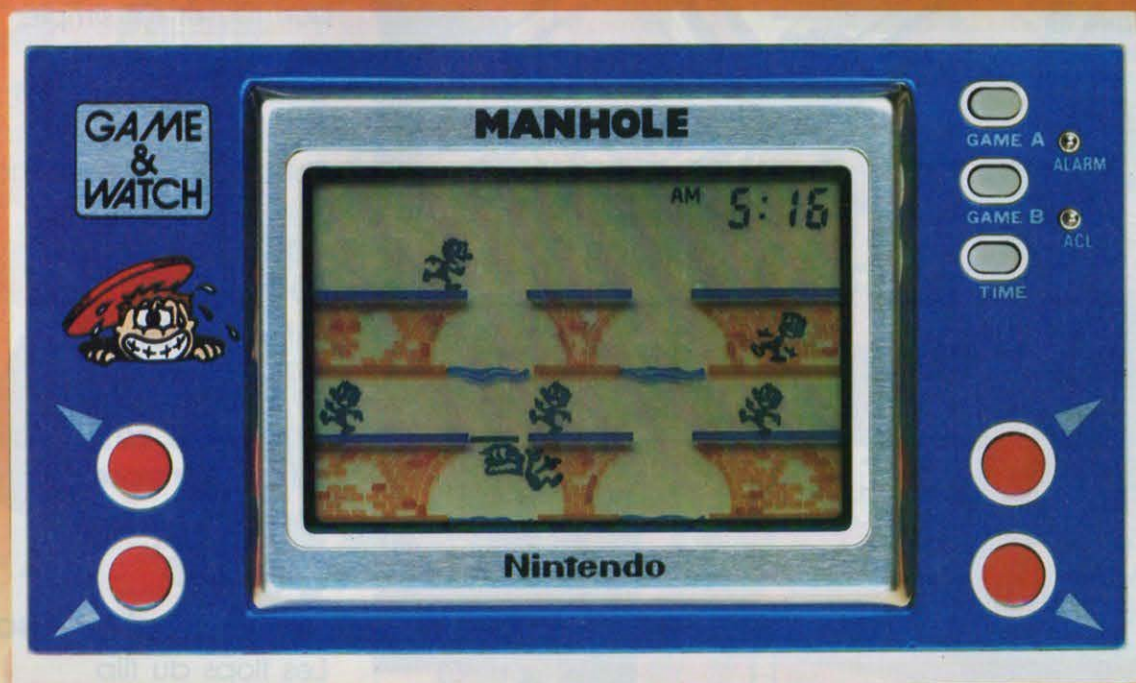 GAME
&
WATCH
MANHOLE
AM 5:16
Nintendo
GAME A
ALARM
GAME B
ACL
TIME